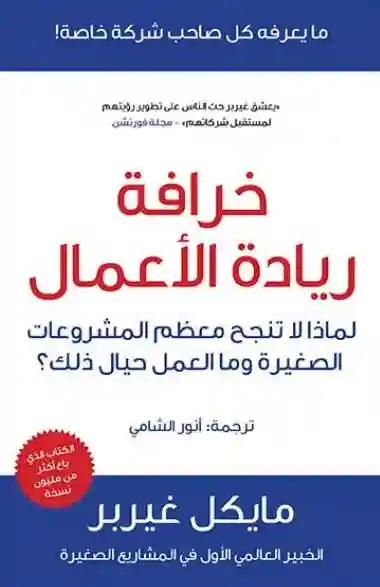 ما يعرفه كل صاحب شركة خاصة!
«يعشق غيربر حث الناس على تطوير رؤيتهم
لمستقبل شركاتهم» - مجلة فورتشن
خرافة
ريادة الأعمال
لماذا لا تنجح معظم المشروعات
الصغيرة وما العمل حيال ذلك؟
ترجمة: أنور الشامي
الكتاب الذي
باع أكثر
من مليون
نسخة
مايكل غيربر
الخبير العالمي الأول في المشاريع الصغيرة